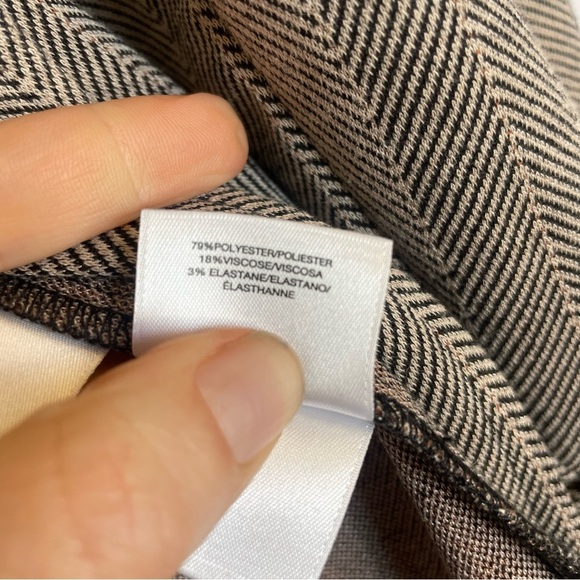 79%POLYESTER/POLIESTER
18%VISCOSE/VISCOSA
3% ELASTANE/ELASTANO/
ÉLASTHANNE